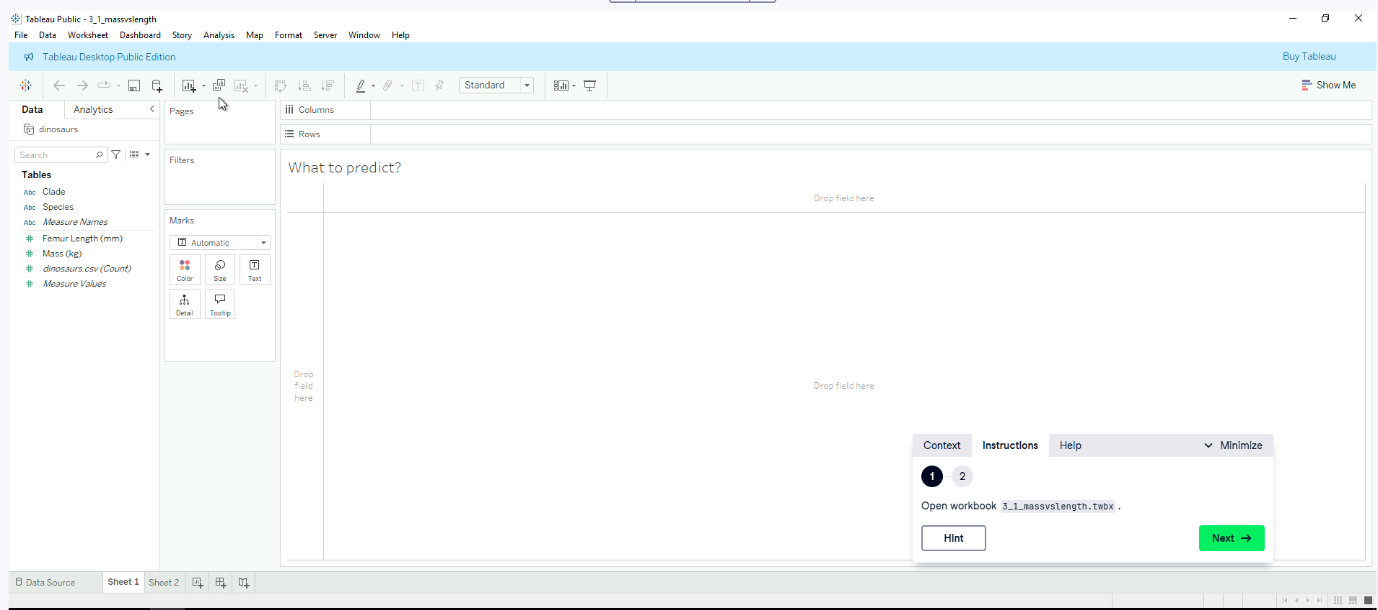 Tableau Public - 3_1_massvslength
File Data Worksheet Dashboard Story Analysis Map Format Server Window Help
Tableau Desktop Public Edition
Buy Tableau
Standard
Show Me
Data
Analytics
dinosaurs
Search
Tables
Abc Clade
Abc Species
Abc Measure Names
# Femur Length (mm)
# Mass (kg)
# dinosaurs.csv (Count)
# Measure Values
Pages
Filters
Marks
T Automatic
Color
Size
T Text
Detail
Tooltip
Columns
Rows
What to predict?
Drop field here
Drop
field
here
Drop field here
Context
Instructions
Help
Minimize
1 2
Open workbook 3_1_massvslength.twbx .
Hint
Next →
Data Source
Sheet 1
Sheet 2